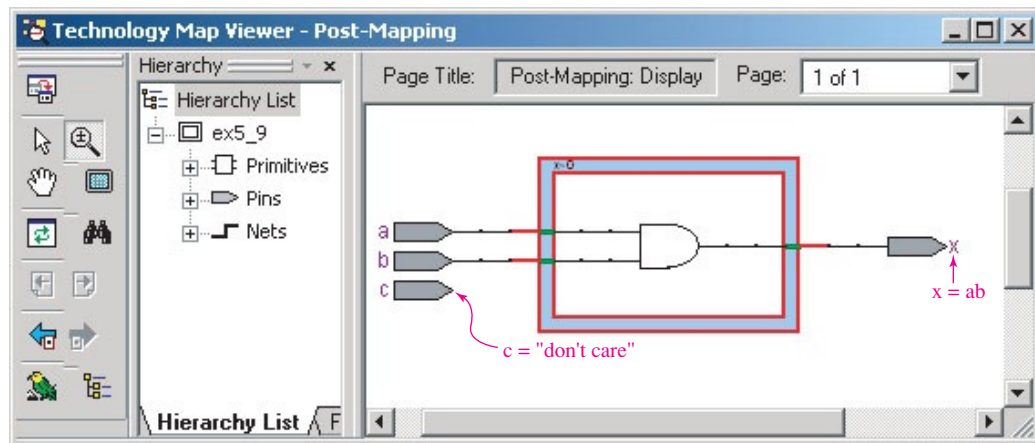 Technology Map Viewer - Post-Mapping
Hierarchy
Hierarchy List
ex5_9
Primitives
Pins
Nets
Hierarchy List
F
Page Title: Post-Mapping: Display Page: 1 of 1
x~0
a
b
c
x
x = ab
c = "don't care"